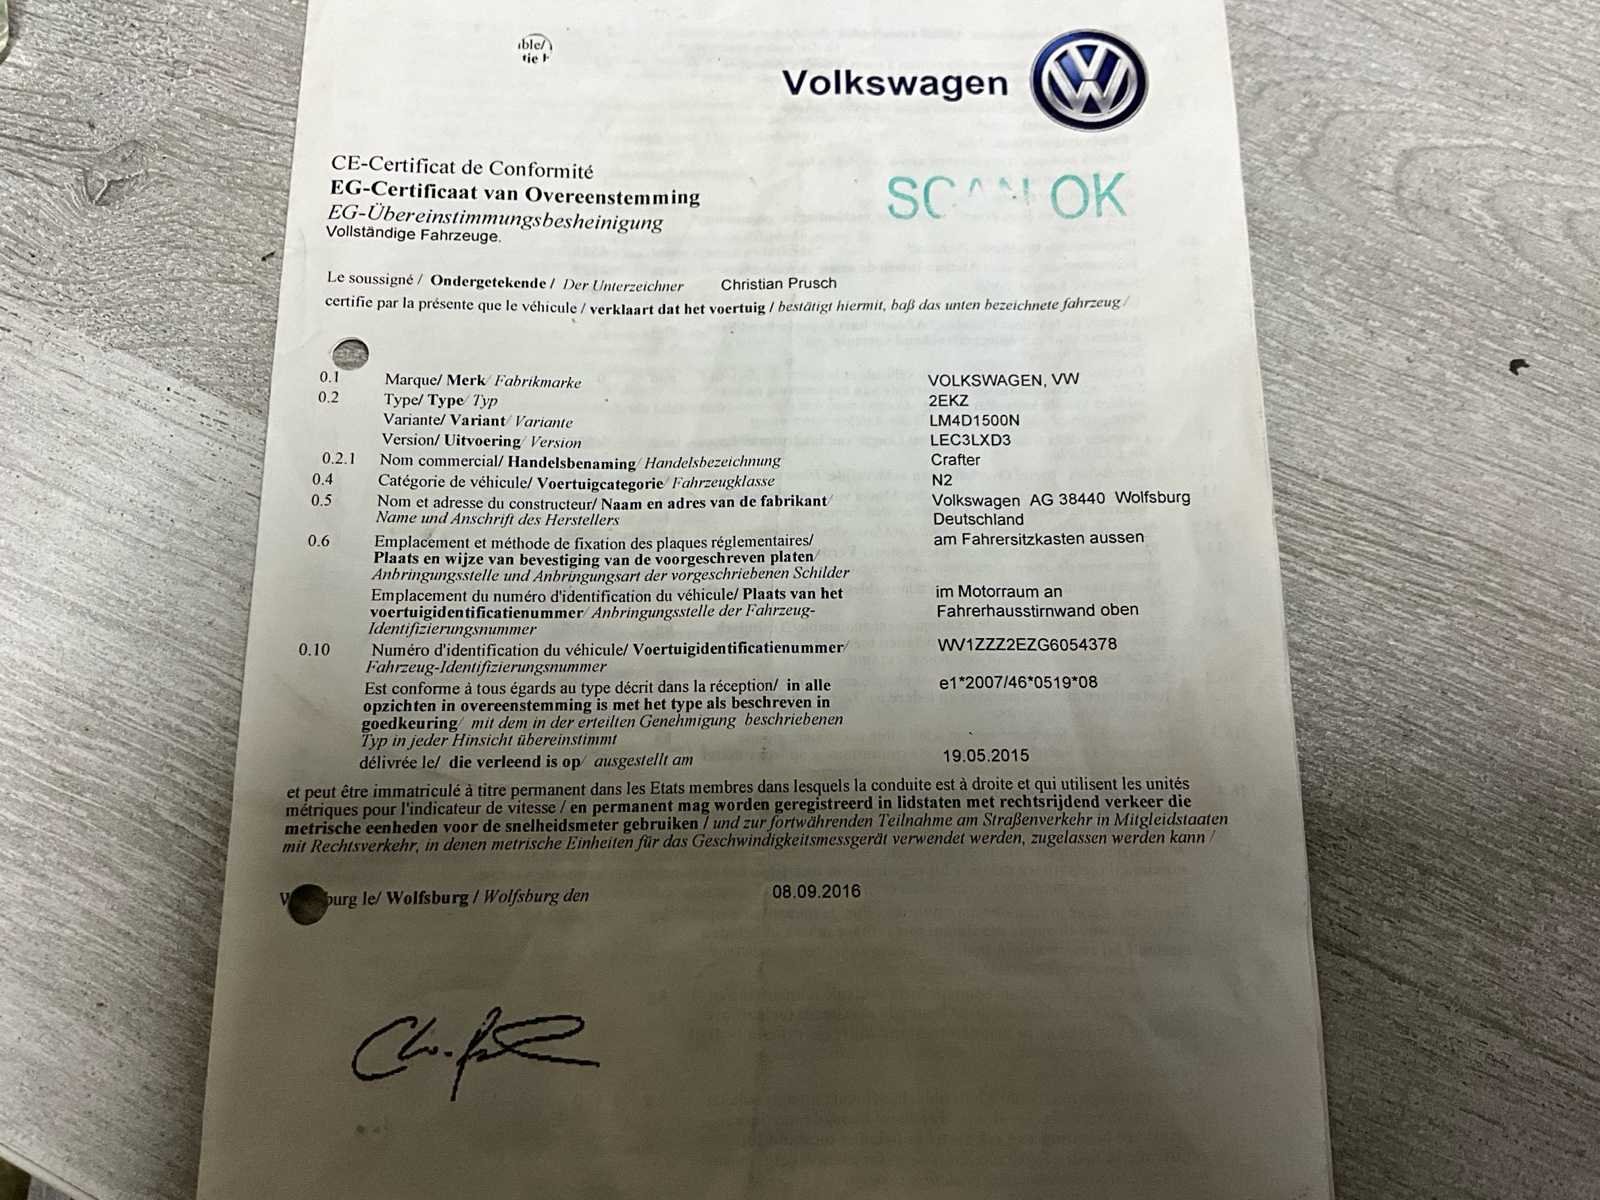 ble/
tie
Volkswagen
CE-Certificat de Conformité
EG-Certificaat van Overeenstemming
EG-Übereinstimmungsbesheinigung
Vollständige Fahrzeuge.
SCAN OK
Le soussigné / Ondergetekende / Der Unterzeichner Christian Prusch
certifie par la présente que le véhicule / verklaart dat het voertuig / bestätigt hiermit, baß das unten bezeichnete fahrzeug /
0.1 Marque/ Merk/ Fabrikmarke VOLKSWAGEN, VW
0.2 Type/ Type/ Typ 2EKZ
Variante/ Variant/ Variante LM4D1500N
Version/ Uitvoering/ Version LEC3LXD3
0.2.1 Nom commercial/ Handelsbenaming/ Handelsbezeichnung Crafter
0.4 Catégorie de véhicule/ Voertuigcategorie/ Fahrzeugklasse N2
0.5 Nom et adresse du constructeur/ Naam en adres van de fabrikant/ Volkswagen AG 38440 Wolfsburg
Name und Anschrift des Herstellers Deutschland
0.6 Emplacement et méthode de fixation des plaques réglementaires/ am Fahrersitzkasten aussen
Plaats en wijze van bevestiging van de voorgeschreven platen/
Anbringungsstelle und Anbringungsart der vorgeschriebenen Schilder
Emplacement du numéro d'identification du véhicule/ Plaats van het im Motorraum an
voertuigidentificatienummer/ Anbringungsstelle der Fahrzeug- Fahrerhausstirnwand oben
Identifizierungsnummer
0.10 Numéro d'identification du véhicule/ Voertuigidentificatienummer/ WV1ZZZ2EZG6054378
Fahrzeug-Identifizierungsnummer
Est conforme à tous égards au type décrit dans la réception/ in alle e1*2007/46*0519*08
opzichten in overeenstemming is met het type als beschreven in
goedkeuring/ mit dem in der erteilten Genehmigung beschriebenen
Typ in jeder Hinsicht übereinstimmt
délivrée le/ die verleend is op/ ausgestellt am 19.05.2015
et peut être immatriculé à titre permanent dans les Etats membres dans lesquels la conduite est à droite et qui utilisent les unités
métriques pour l'indicateur de vitesse / en permanent mag worden geregistreerd in lidstaten met rechtsrijdend verkeer die
metrische eenheden voor de snelheidsmeter gebruiken / und zur fortwährenden Teilnahme am Straßenverkehr in Mitgleidstaaten
mit Rechtsverkehr, in denen metrische Einheiten für das Geschwindigkeitsmessgerät verwendet werden, zugelassen werden kann /
W burg le/ Wolfsburg / Wolfsburg den 08.09.2016